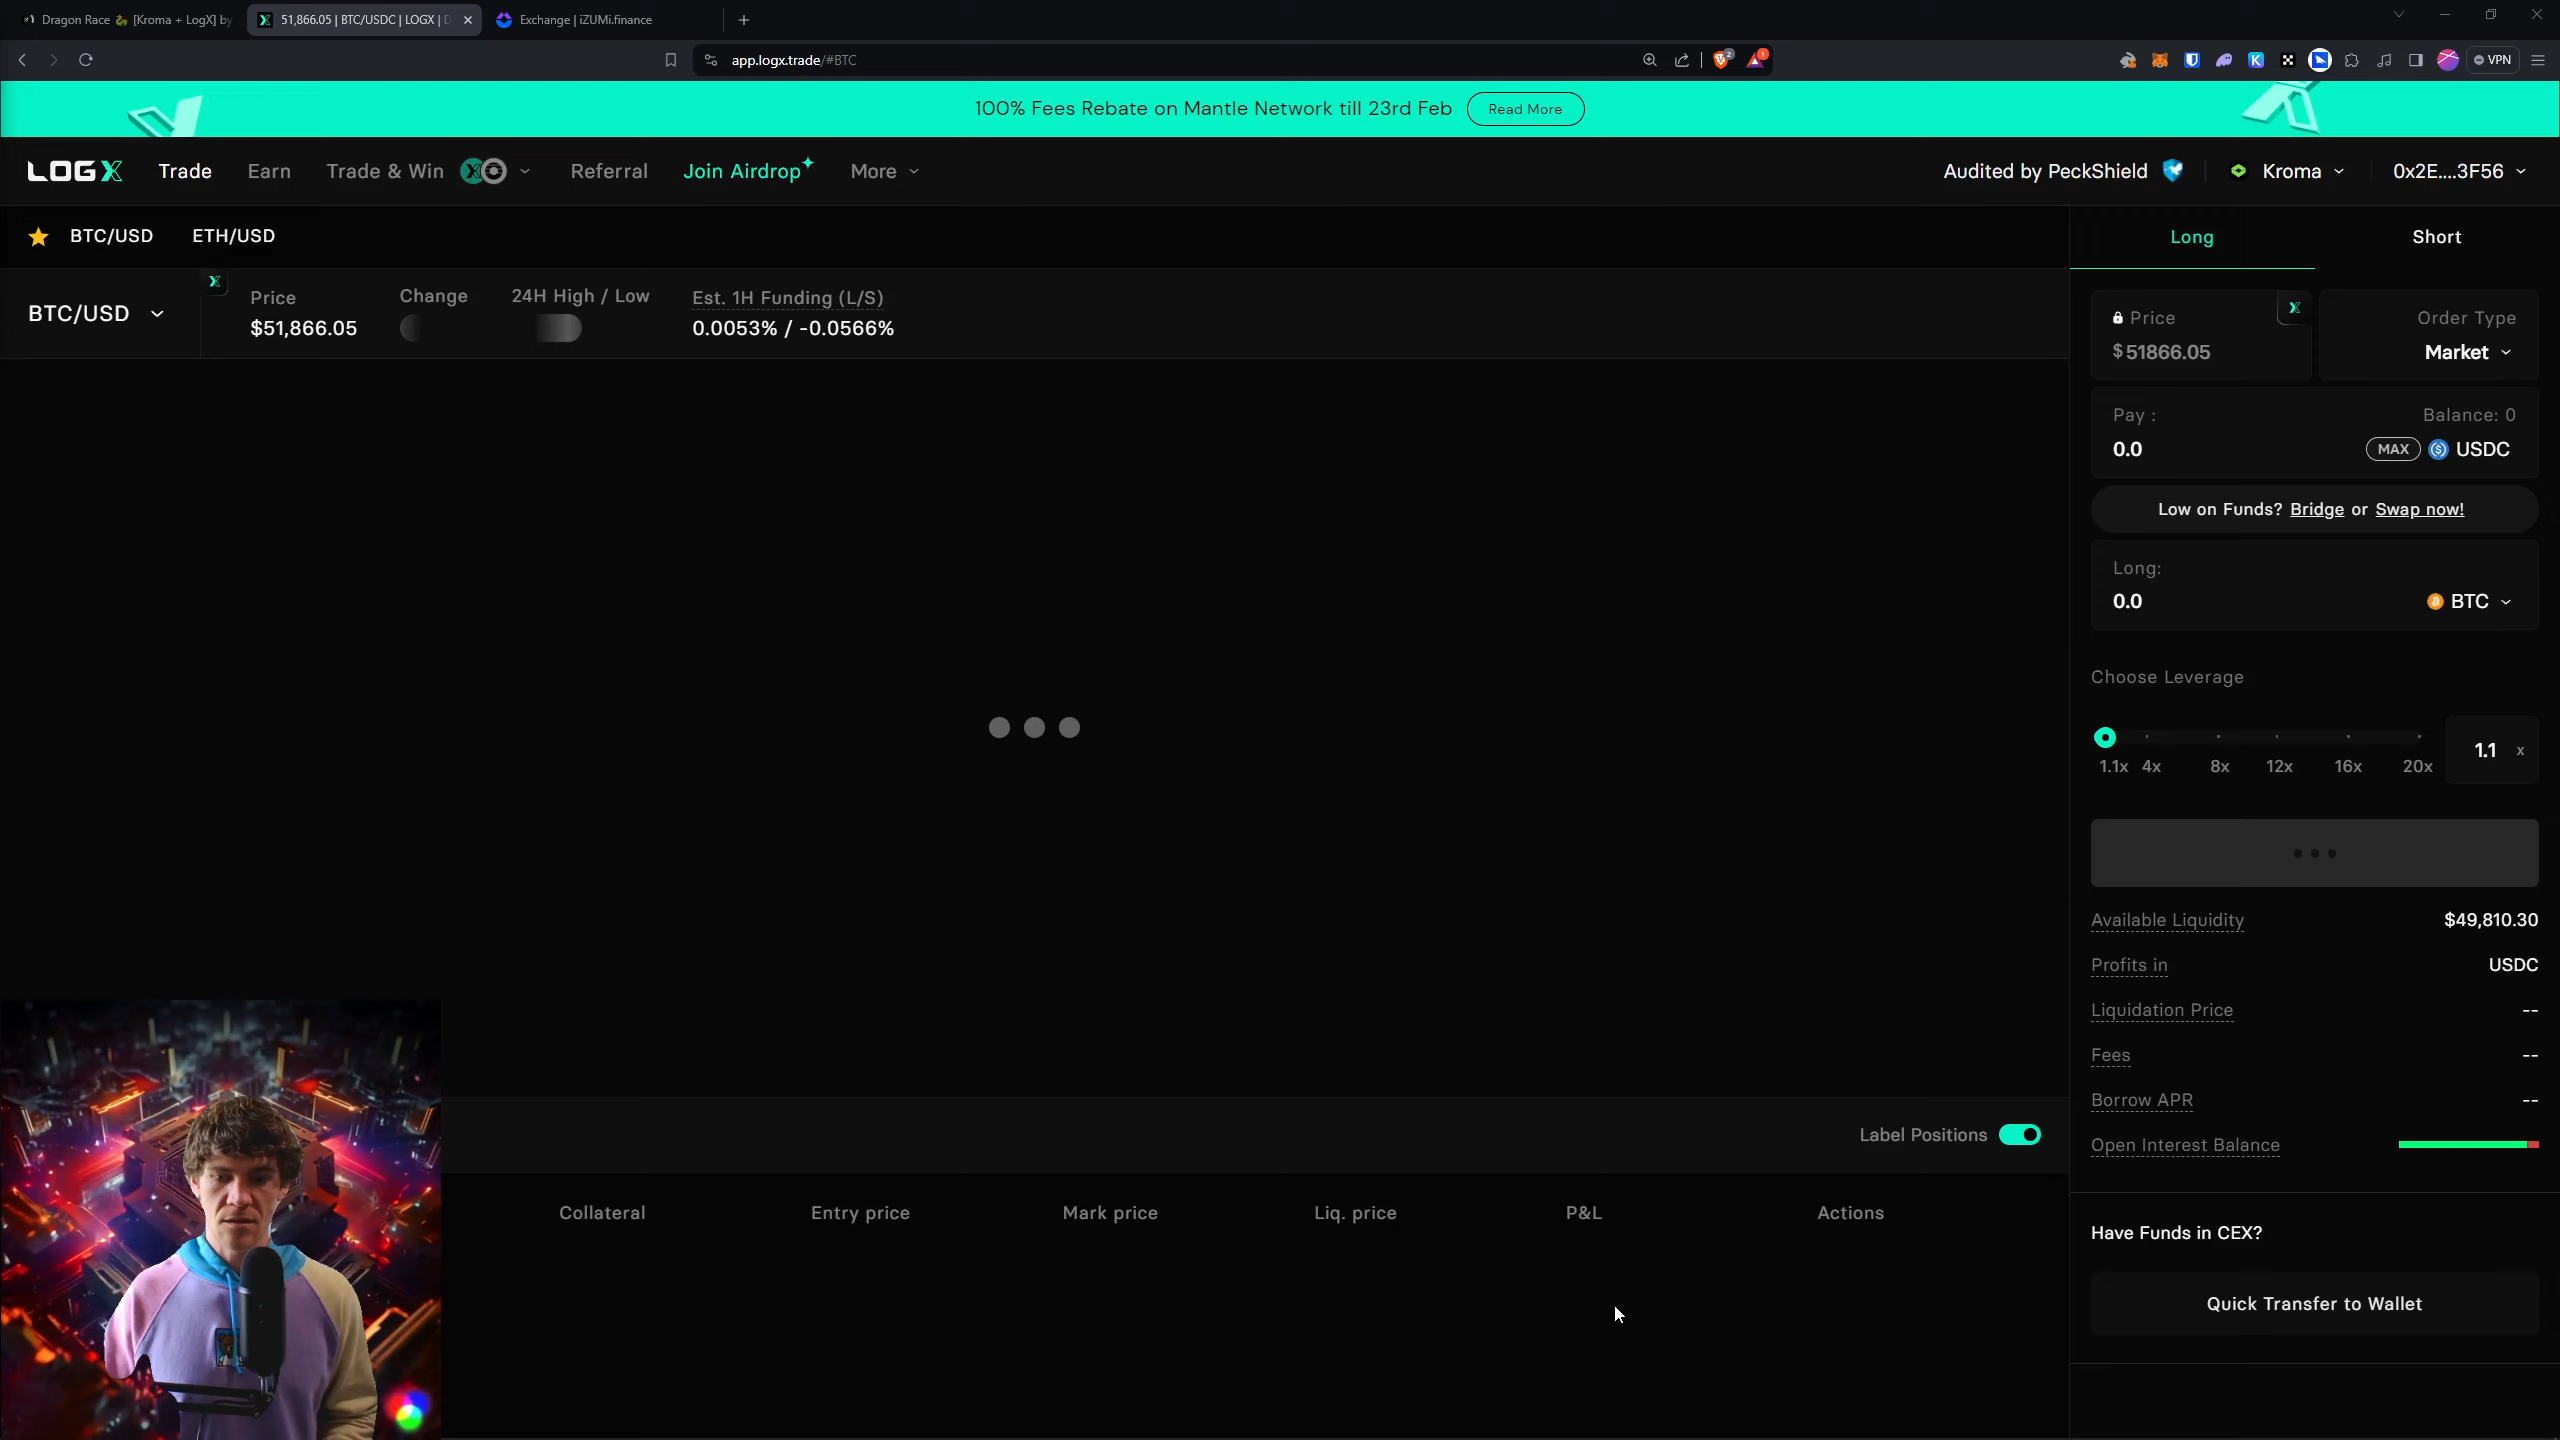 Dragon Race 🐉 [Kroma + LogX] by
51,866.05 | BTC/USDC | LOGX | D
Exchange | iZUMi.finance
app.logx.trade/#BTC
2
1
VPN
100% Fees Rebate on Mantle Network till 23rd Feb
Read More
LOGX
Trade
Earn
Trade & Win
Referral
Join Airdrop
More
Audited by PeckShield
Kroma
0x2E....3F56
BTC/USD
ETH/USD
Long
Short
BTC/USD
Price
$51,866.05
Change
24H High / Low
Est. 1H Funding (L/S)
0.0053% / -0.0566%
Price
$51866.05
Order Type
Market
Pay :
Balance: 0
0.0
MAX
USDC
Low on Funds? Bridge or Swap now!
Long:
0.0
BTC
Choose Leverage
1.1x
4x
8x
12x
16x
20x
1.1 x
Available Liquidity
$49,810.30
Profits in
USDC
Liquidation Price
--
Fees
--
Borrow APR
--
Open Interest Balance
Label Positions
Collateral
Entry price
Mark price
Liq. price
P&L
Actions
Have Funds in CEX?
Quick Transfer to Wallet